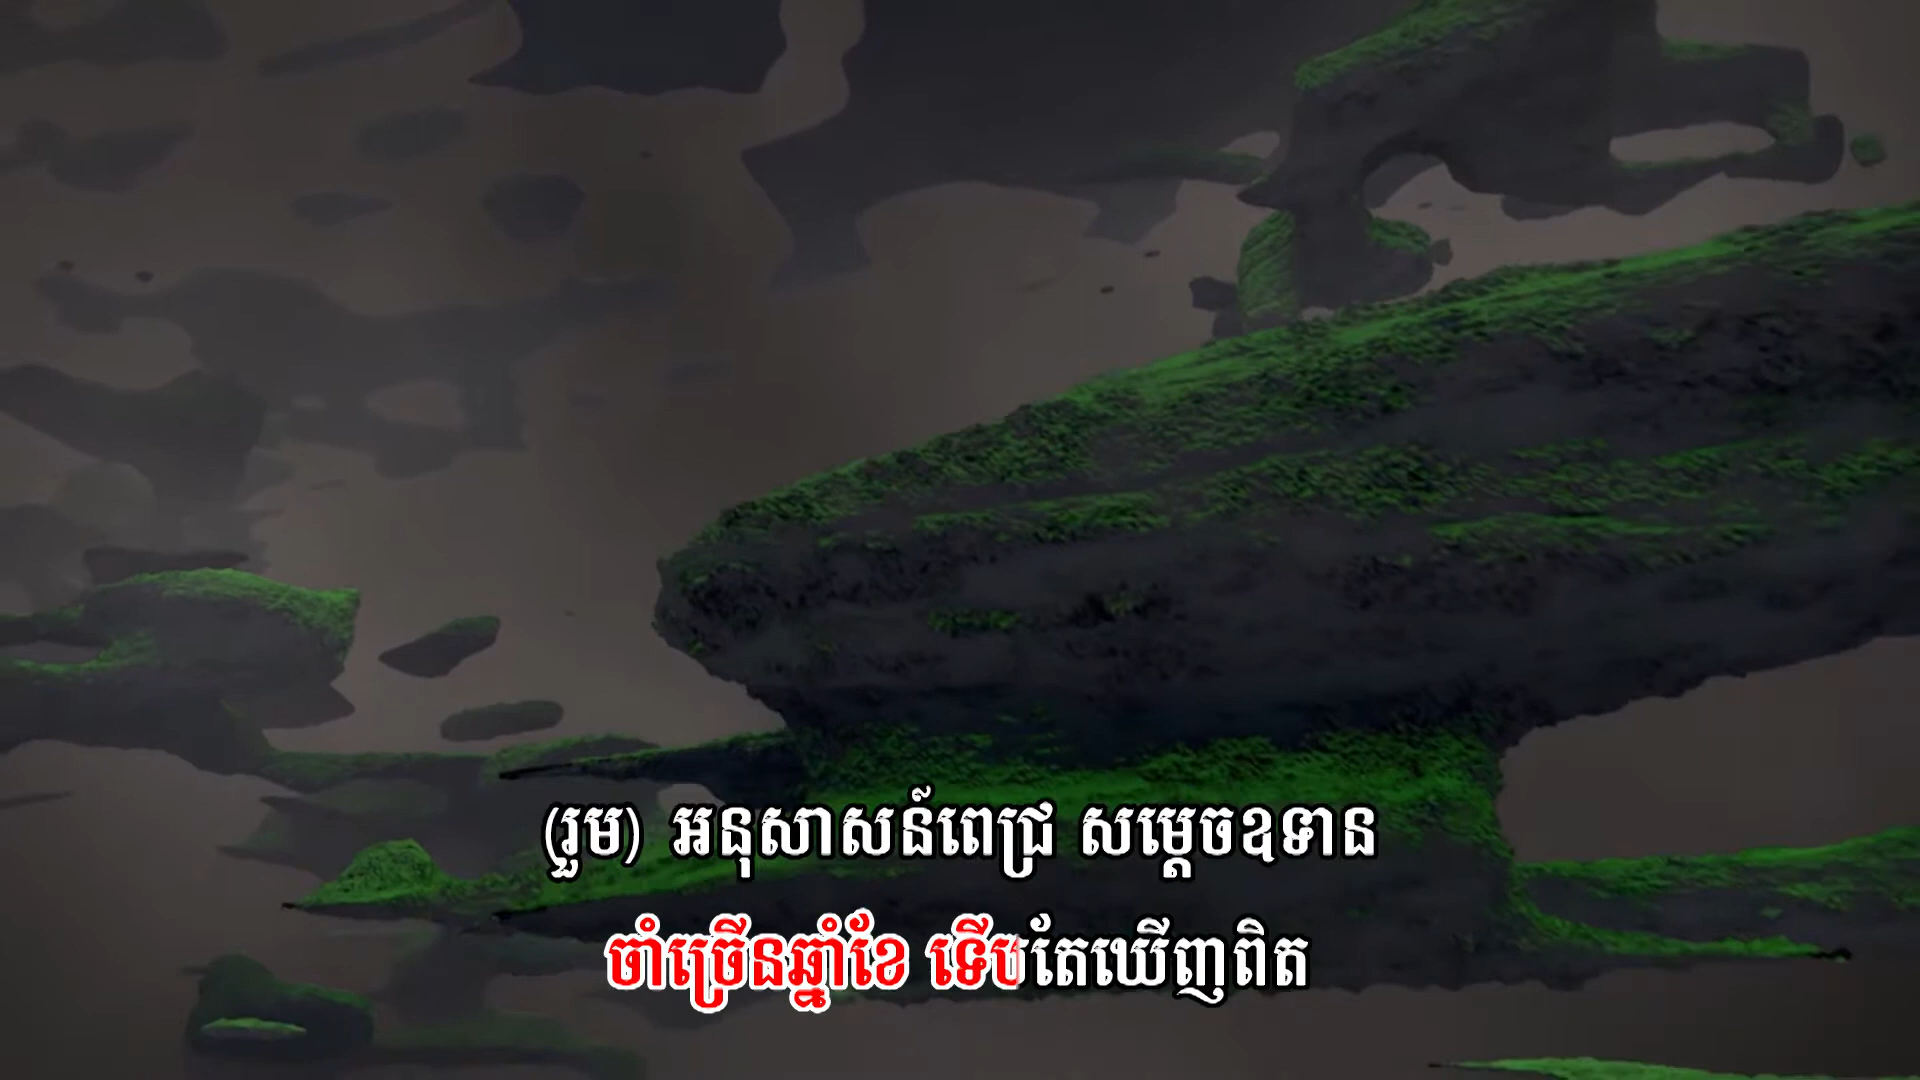 (រួម) អនុសាសន៍ពេជ្រ សម្ដេចឧទាន
ចាំច្រើនឆ្នាំខែ ទើបតែឃើញពិត